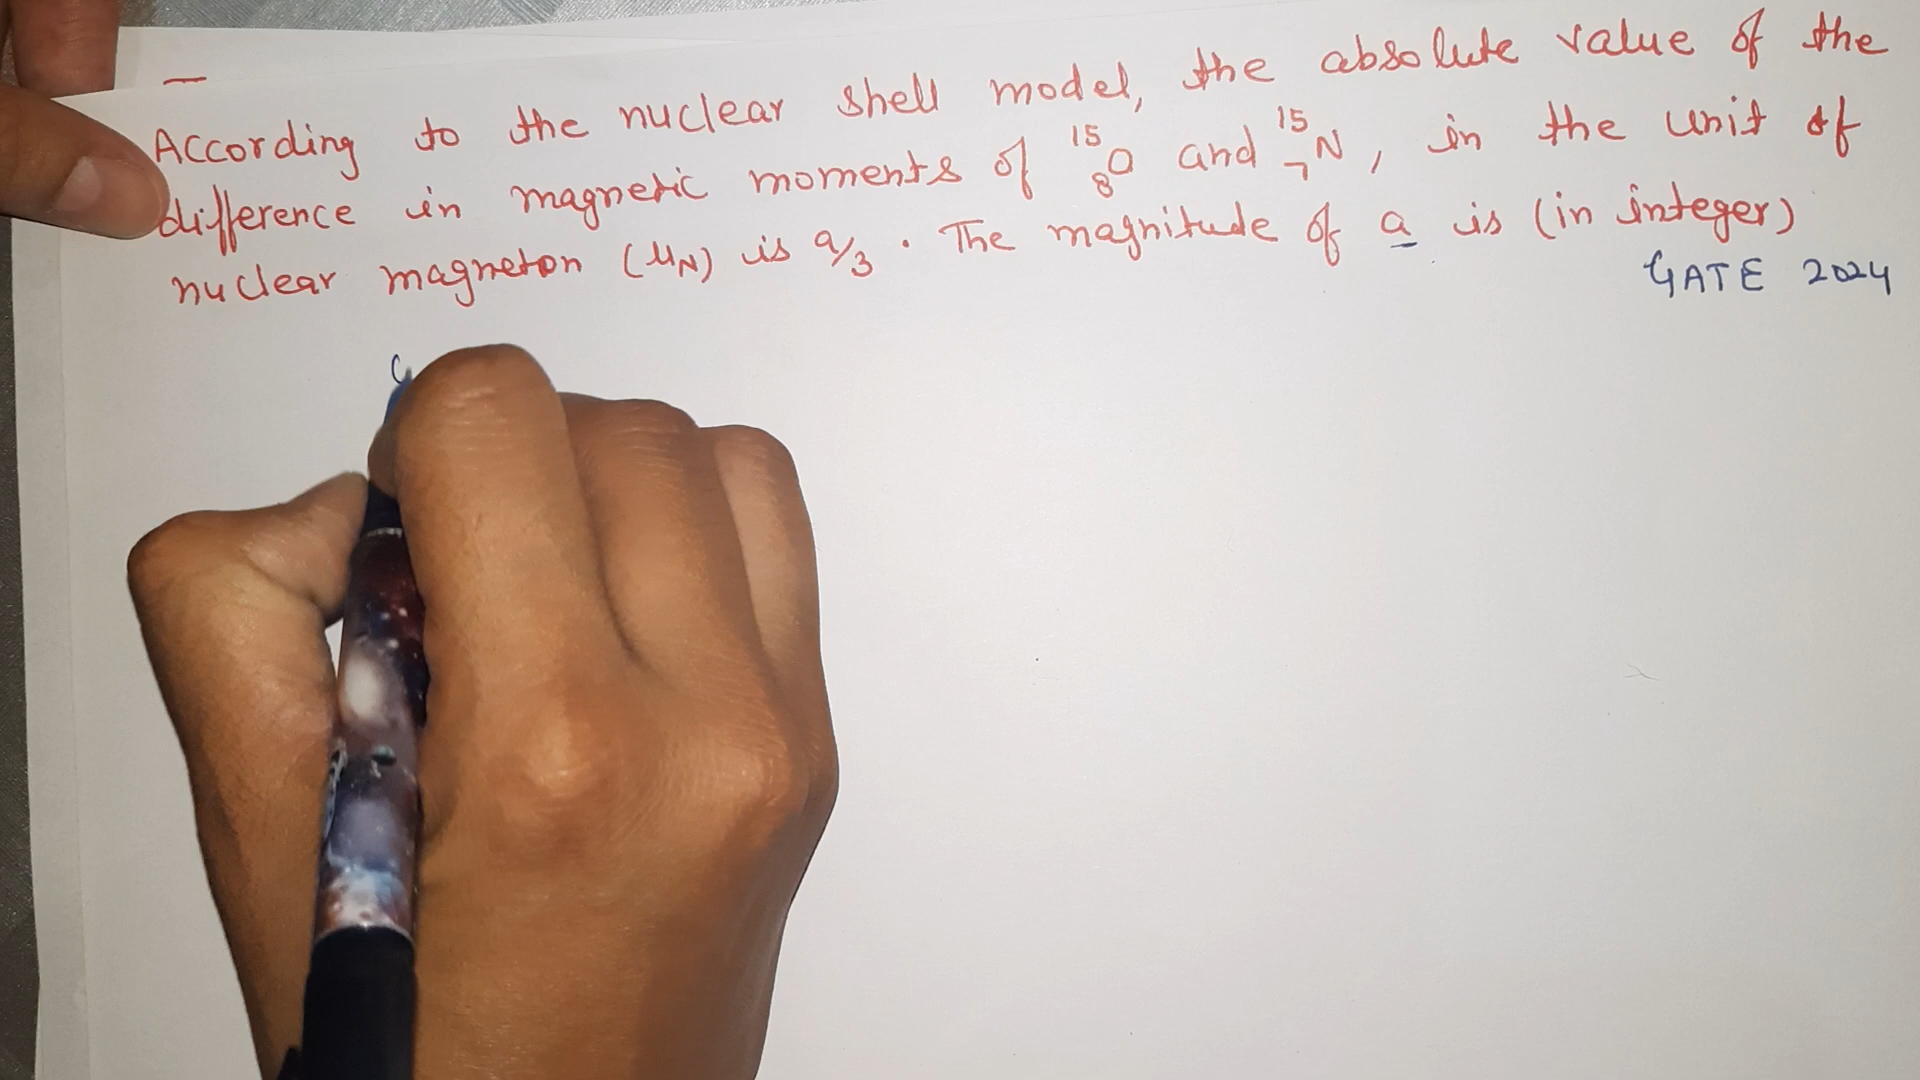 According to the nuclear shell model, the absolute value of the
difference in magnetic moments of ¹⁵₈O and ¹⁵₇N, in the unit of
nuclear magneton (μN) is a/3. The magnitude of a is (in integer)
GATE 2024